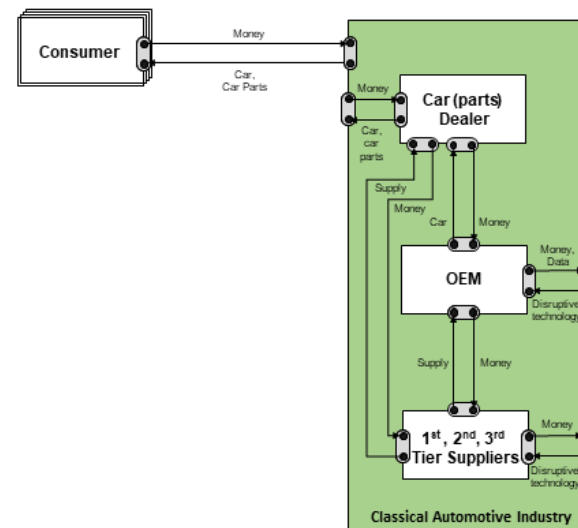 Money
Consumer
Car,
Car Parts
Money
Car (parts)
Dealer
Car,
car
parts
Supply
Money
Car
Money
Money,
Data
OEM
Disruptive
technology
Supply
Money
1st, 2nd, 3rd
Tier Suppliers
Money
Disruptive
technology
Classical Automotive Industry